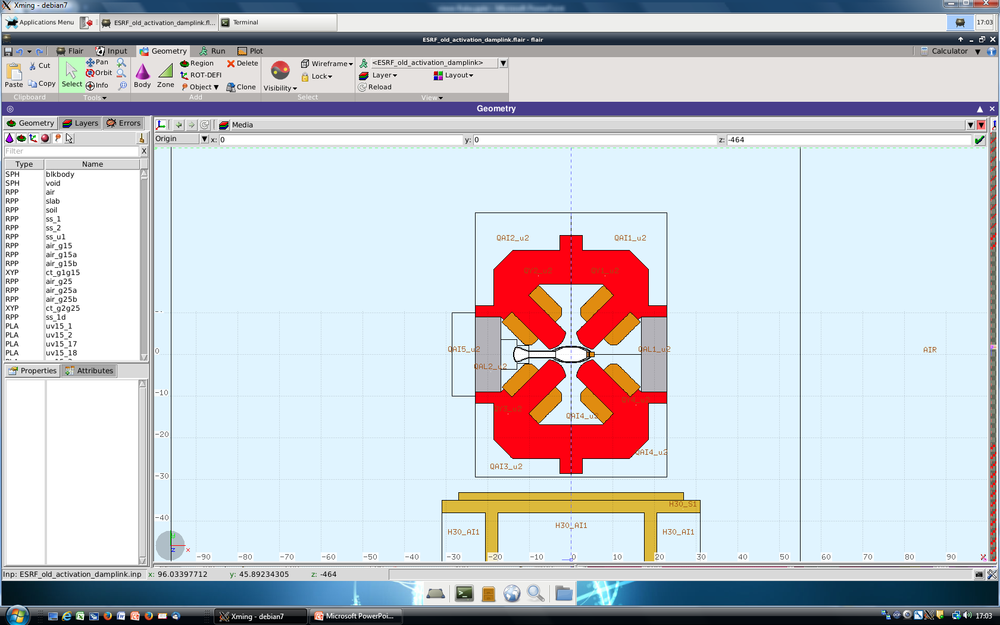 Xming - debian7
Applications Menu
ESRF_old_activation_damplink.fl...
Terminal
17:03
ESRF_old_activation_damplink.flair - flair
Flair
Input
Geometry
Run
Plot
Calculator
Paste
Cut
Copy
Clipboard
Select
Pan
Orbit
Info
Tools
Body
Zone
Region
ROT-DEFI
Object
Delete
Clone
Add
Visibility
Wireframe
Lock
Select
<ESRF_old_activation_damplink>
Layer
Layout
Reload
View
Geometry
Geometry
Layers
Errors
Media
Origin
x: 0
y: 0
z: -464
Filter
X
Type Name
SPH blkbody
SPH void
RPP air
RPP slab
RPP soil
RPP ss_1
RPP ss_2
RPP ss_u1
RPP air_g15
RPP air_g15a
RPP air_g15b
XYP ct_g1g15
RPP air_g25
RPP air_g25a
RPP air_g25b
XYP ct_g2g25
RPP ss_1d
PLA uv15_1
PLA uv15_2
PLA uv15_17
PLA uv15_18
Properties
Attributes
QAI2_u2
QAI1_u2
QY2_u2
QY1_u2
QAI5_u2
QAL1_u2
QAL2_u2
AIR
QY4_u2
QY3_u2
QAI4_u2
QAI4_u2
QAI3_u2
H30_S1
H30_AI1
H30_AI1
H30_AI1
0
-10
-20
-30
-40
z
x
-90 -80 -70 -60 -50 -40 -30 -20 -10 0 10 20 30 40 50 60 70 80 90
Inp: ESRF_old_activation_damplink.inp
x: 96.03397712
y: 45.89234305
z: -464
Xming - debian7
Microsoft PowerPoi...
17:03